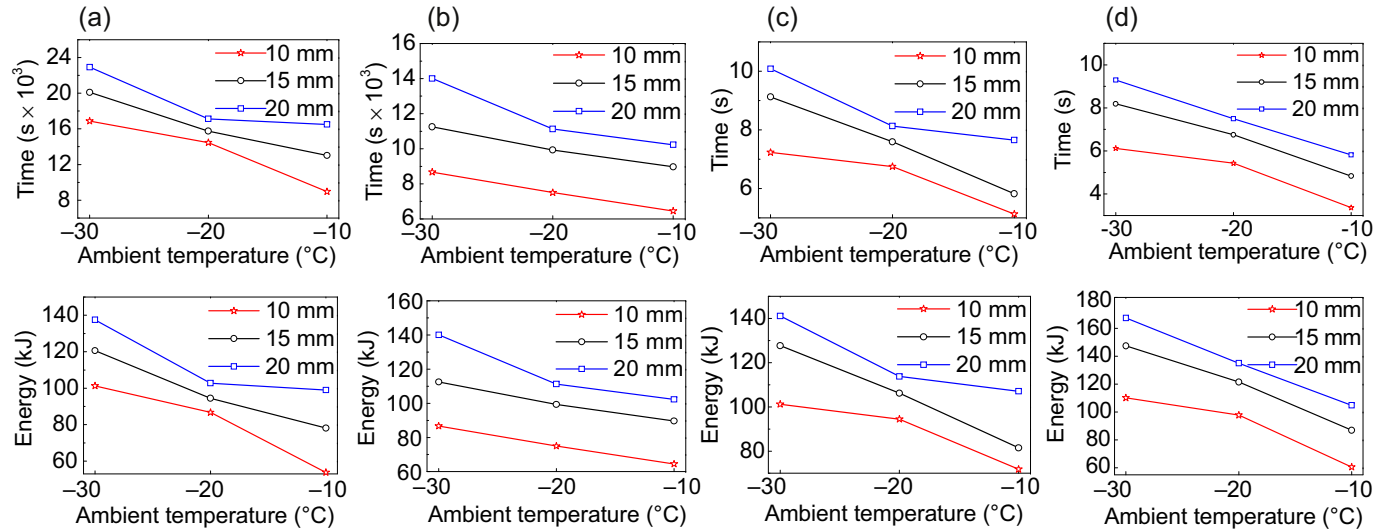 (a)
(b)
(c)
(d)
Time (s × 10³)
24
20
16
12
8
10 mm
15 mm
20 mm
–30
–20
–10
Ambient temperature (°C)
Time (s × 10³)
16
14
12
10
8
6
10 mm
15 mm
20 mm
–30
–20
–10
Ambient temperature (°C)
Time (s)
10
8
6
10 mm
15 mm
20 mm
–30
–20
–10
Ambient temperature (°C)
Time (s)
10
8
6
4
10 mm
15 mm
20 mm
–30
-20
–10
Ambient temperature (°C)
Energy (kJ)
140
120
100
80
60
10 mm
15 mm
20 mm
–30
–20
–10
Ambient temperature (°C)
Energy (kJ)
160
140
120
100
80
60
10 mm
15 mm
20 mm
–30
–20
–10
Ambient temperature (°C)
Energy (kJ)
140
120
100
80
10 mm
15 mm
20 mm
–30
–20
–10
Ambient temperature (°C)
Energy (kJ)
180
160
140
120
100
80
60
10 mm
15 mm
20 mm
–30
-20
–10
Ambient temperature (°C)